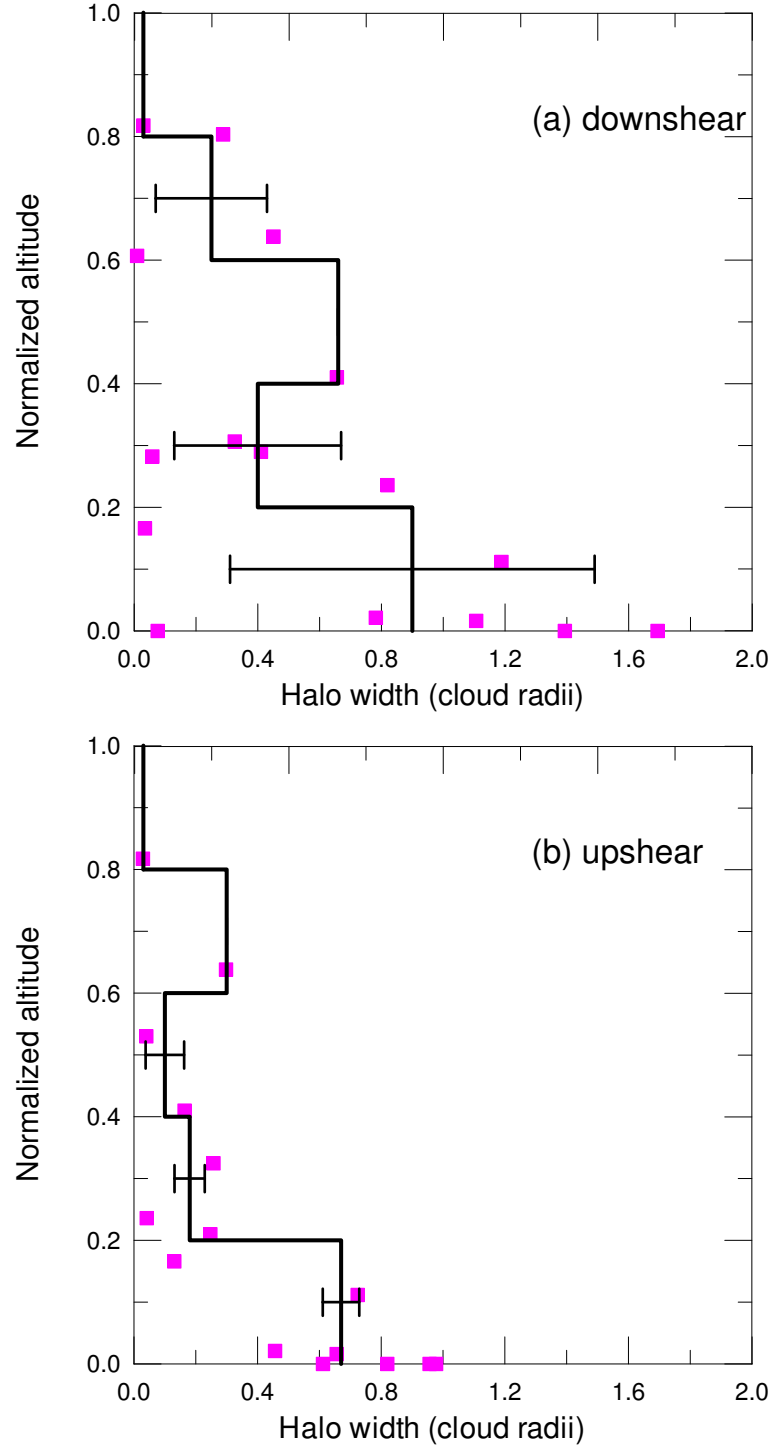 1.0
(a) downshear
0.8
0.6
Normalized altitude
0.4
0.2
0.0
0.0 0.4 0.8 1.2 1.6 2.0
Halo width (cloud radii)
1.0
(b) upshear
0.8
0.6
Normalized altitude
0.4
0.2
0.0
0.0 0.4 0.8 1.2 1.6 2.0
Halo width (cloud radii)